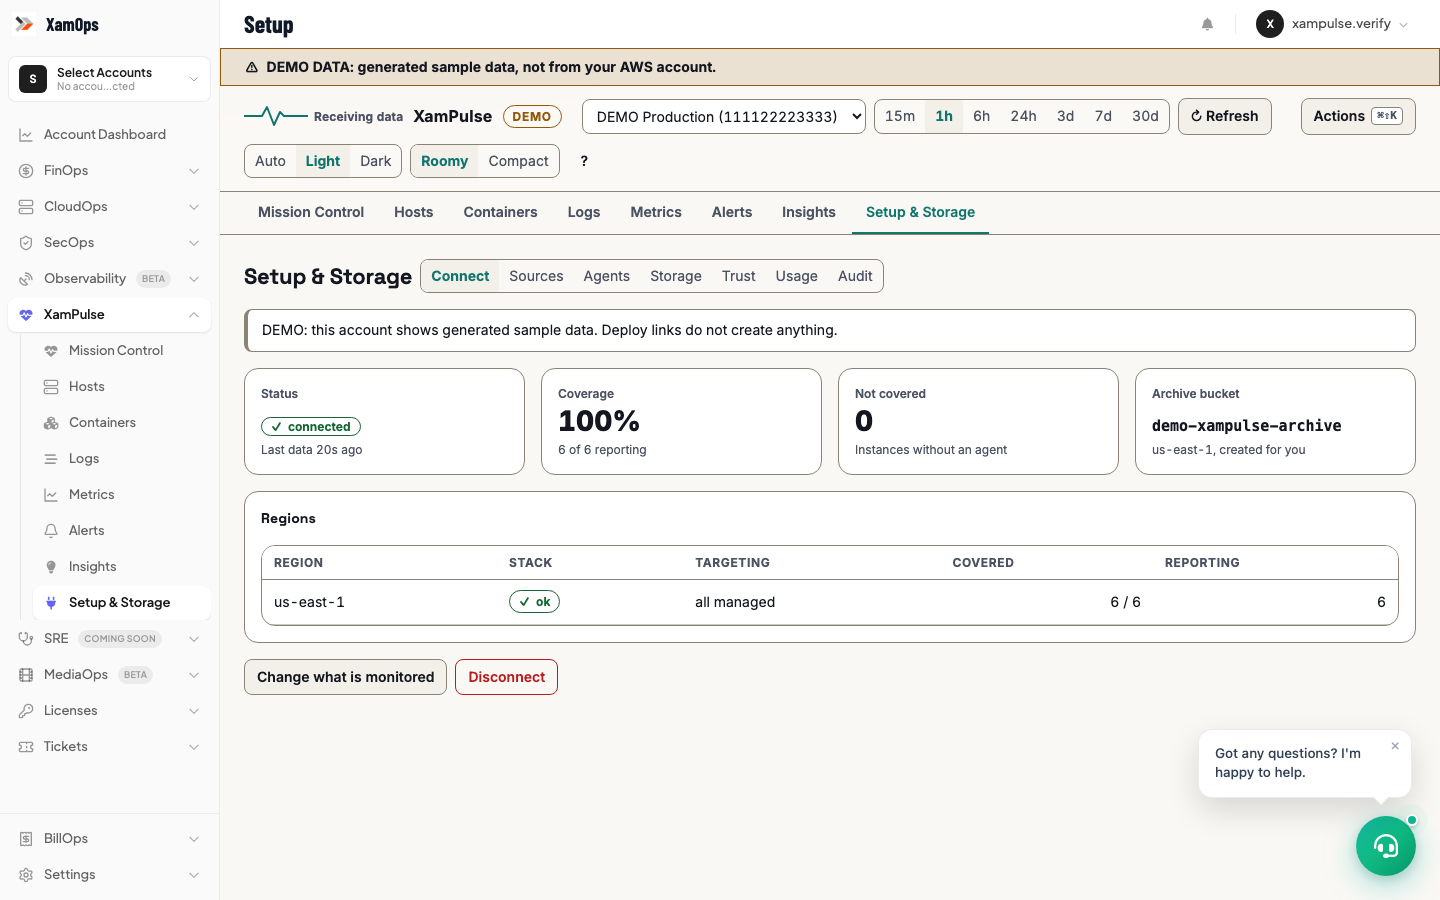 XamOps
Setup
X
xampulse.verify
S
Select Accounts
No accou...cted
DEMO DATA: generated sample data, not from your AWS account.
Receiving data
XamPulse
DEMO
DEMO Production (111122223333)
15m 1h 6h 24h 3d 7d 30d
↻ Refresh
Actions
⌘⇧K
Auto Light Dark
Roomy Compact
?
Account Dashboard
FinOps
CloudOps
SecOps
Observability BETA
XamPulse
Mission Control
Hosts
Containers
Logs
Metrics
Alerts
Insights
Setup & Storage
SRE COMING SOON
MediaOps BETA
Licenses
Tickets
BillOps
Settings
Mission Control Hosts Containers Logs Metrics Alerts Insights Setup & Storage
Setup & Storage
Connect Sources Agents Storage Trust Usage Audit
DEMO: this account shows generated sample data. Deploy links do not create anything.
Status
✓ connected
Last data 20s ago
Coverage
100%
6 of 6 reporting
Not covered
0
Instances without an agent
Archive bucket
demo-xampulse-archive
us-east-1, created for you
Regions
REGION STACK TARGETING COVERED REPORTING
us-east-1 ✓ ok all managed 6 / 6 6
Change what is monitored
Disconnect
Got any questions? I'm
happy to help.
×